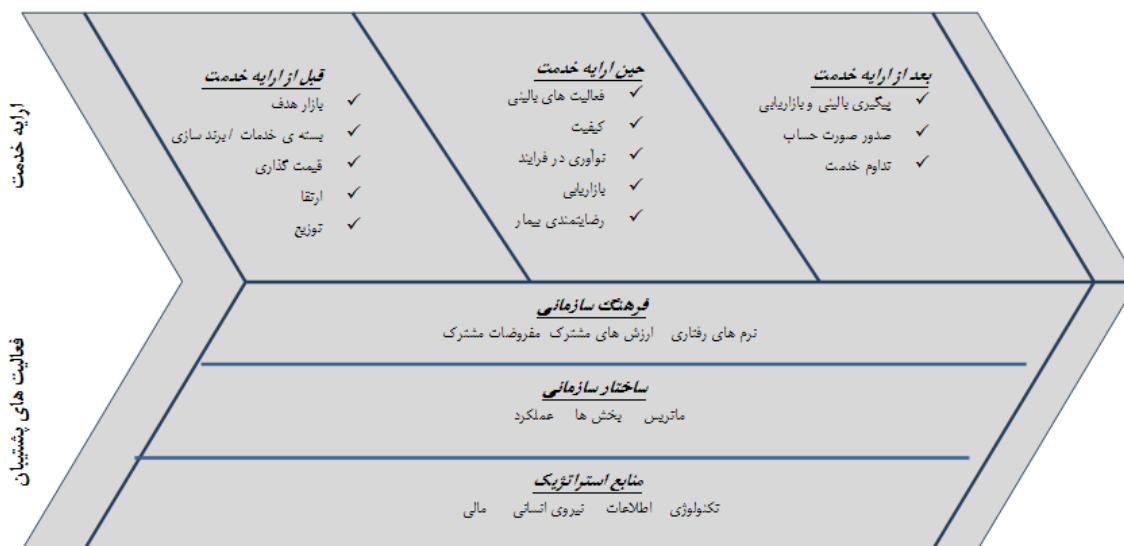 ارایه خدمت
قبل از ارایه خدمت
✓ بازار هدف
✓ بسته ی خدمات / برند سازی
✓ قیمت گذاری
✓ ارتقا
✓ توزیع
حین ارایه خدمت
✓ فعالیت های بالینی
✓ کیفیت
✓ نوآوری در فرایند
✓ بازاریابی
✓ رضایتمندی بیمار
بعد از ارایه خدمت
✓ پیگیری بالینی و بازاریابی
✓ صدور صورت حساب
✓ تداوم خدمت
فعالیت های پشتیبان
فرهنگ سازمانی
نرم های رفتاری ارزش های مشترک مفروضات مشترک
ساختار سازمانی
ماتریس بخش ها عملکرد
منابع استراتژیک
تکنولوژی اطلاعات نیروی انسانی مالی